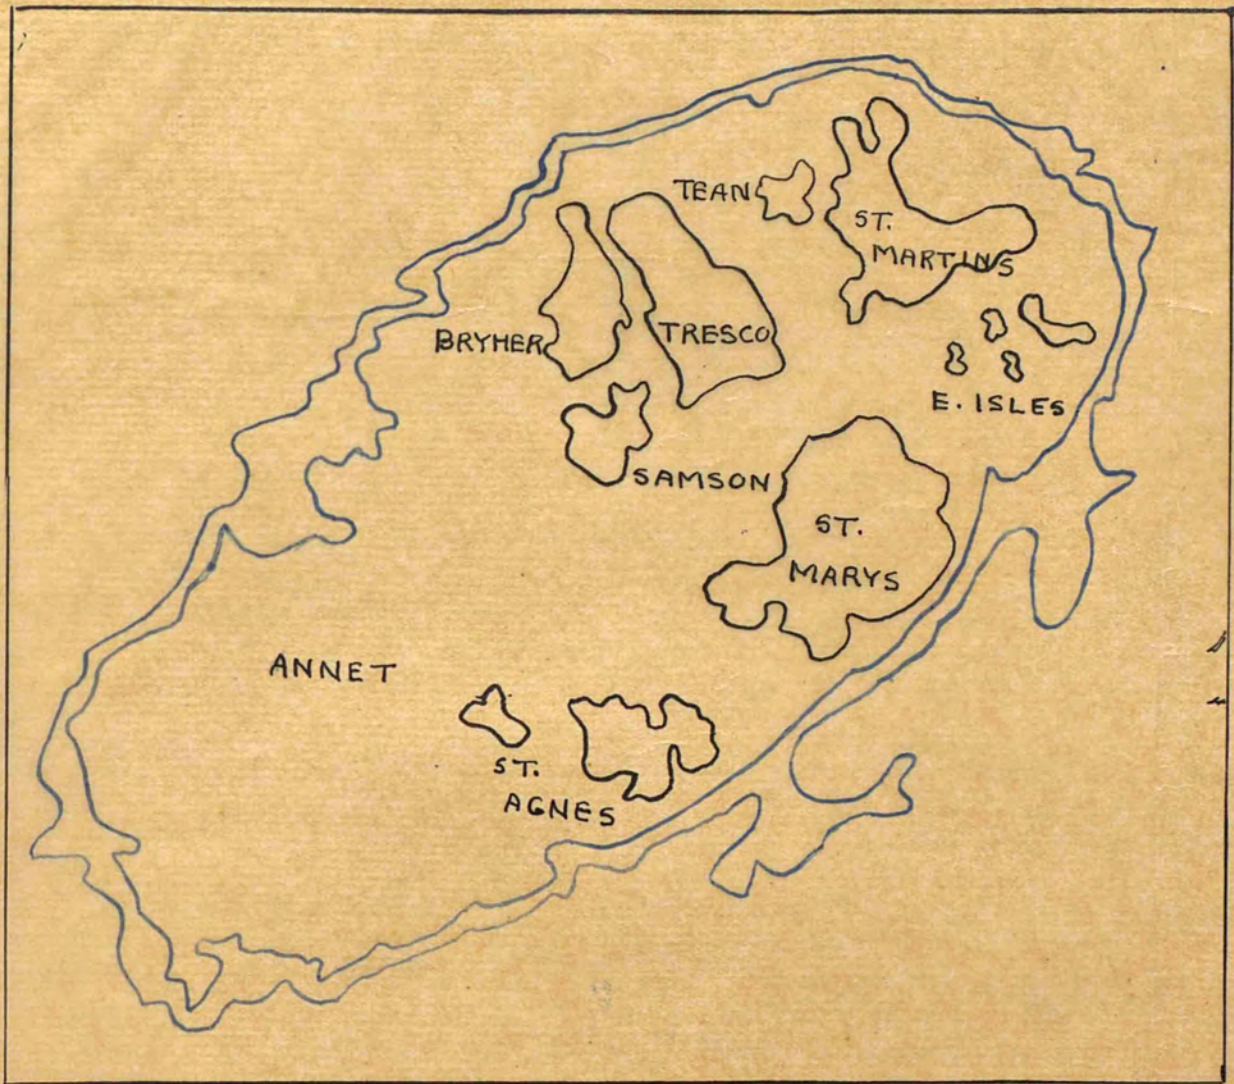 TEAN
ST.
MARTINS
BRYHER
TRESCO
E. ISLES
SAMSON
ST.
MARYS
ANNET
ST.
AGNES